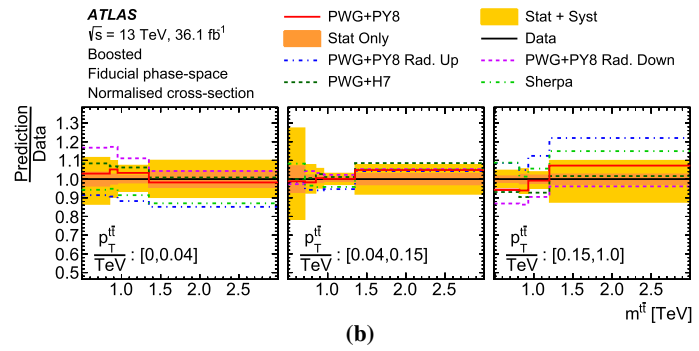 ATLAS
√s = 13 TeV, 36.1 fb⁻¹
Boosted
Fiducial phase-space
Normalised cross-section
PWG+PY8
Stat Only
PWG+PY8 Rad. Up
PWG+H7
Stat + Syst
Data
PWG+PY8 Rad. Down
Sherpa
Prediction
Data
1.3
1.2
1.1
1.0
0.9
0.8
0.7
0.6
0.5
p_T^{tt̄}/TeV : [0,0.04]
p_T^{tt̄}/TeV : [0.04,0.15]
p_T^{tt̄}/TeV : [0.15,1.0]
1.0 1.5 2.0 2.5 1.0 1.5 2.0 2.5 1.0 1.5 2.0 2.5
m^{tt̄} [TeV]
(b)